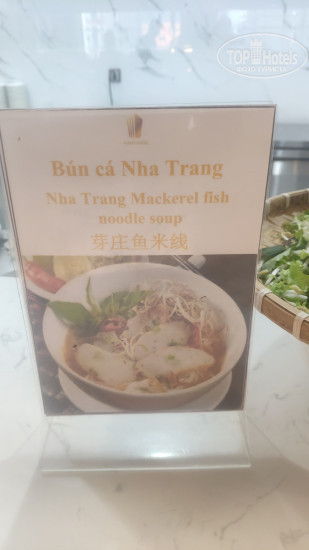 TOP Hotels
Bún cá Nha Trang
Nha Trang Mackerel fish
noodle soup
芽庄鱼米线